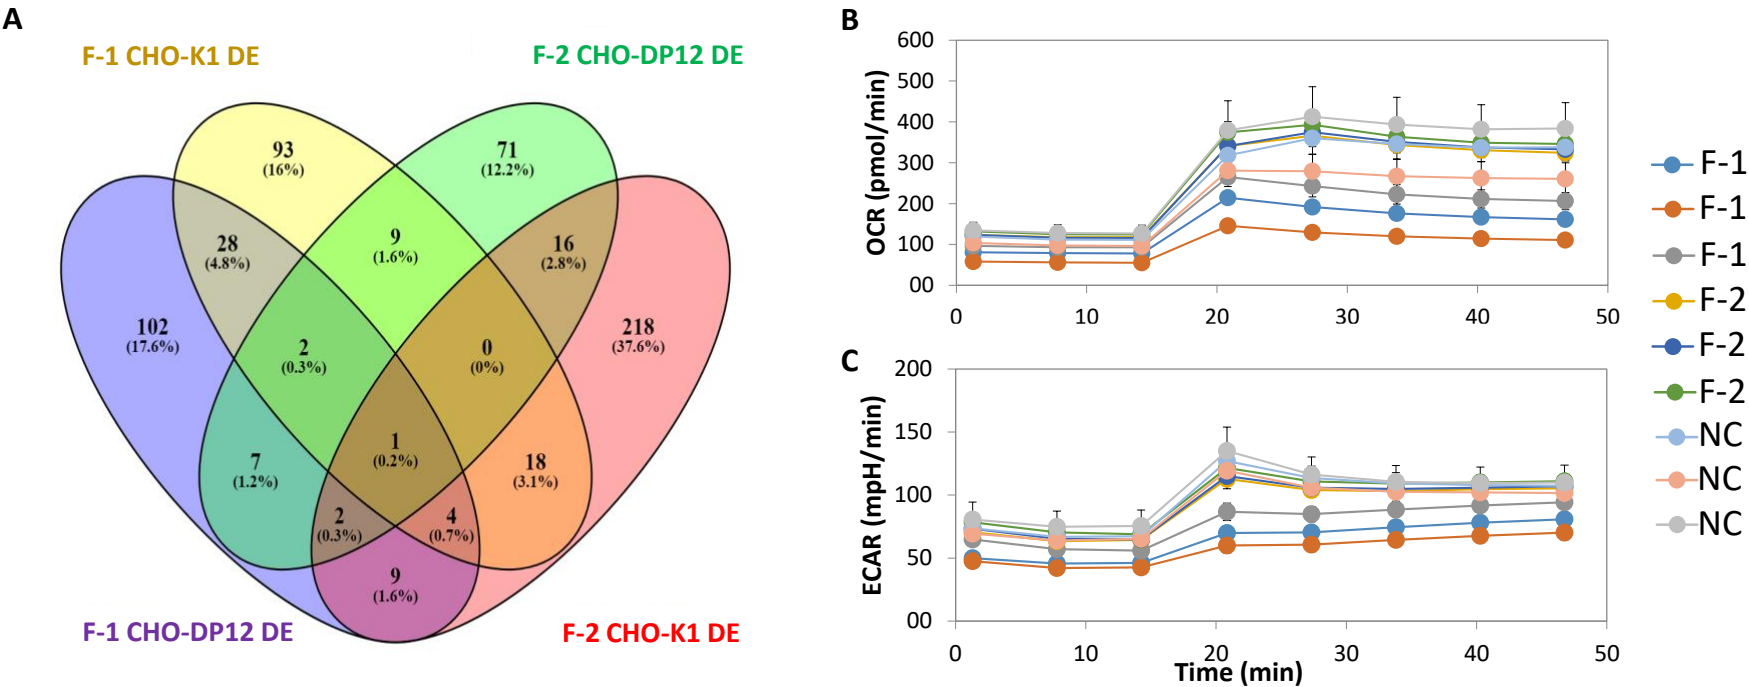 A
F-1 CHO-K1 DE
F-2 CHO-DP12 DE
93
(16%)
71
(12.2%)
28
(4.8%)
9
(1.6%)
16
(2.8%)
102
(17.6%)
2
(0.3%)
0
(0%)
218
(37.6%)
7
(1.2%)
1
(0.2%)
18
(3.1%)
2
(0.3%)
4
(0.7%)
9
(1.6%)
F-1 CHO-DP12 DE
F-2 CHO-K1 DE
B
OCR (pmol/min)
600
500
400
300
200
100
00
0 10 20 30 40 50
C
ECAR (mpH/min)
200
150
100
50
00
0 10 20 30 40 50
Time (min)
F-1
F-1
F-1
F-2
F-2
F-2
NC
NC
NC